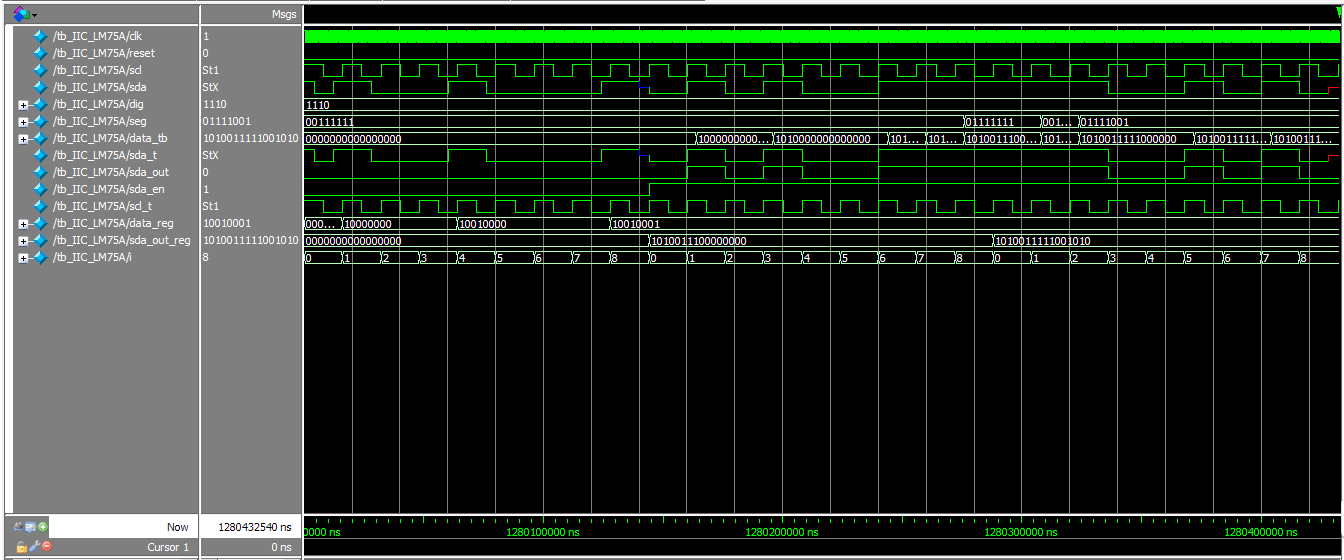 Msgs
/tb_IIC_LM75A/clk 1
/tb_IIC_LM75A/reset 0
/tb_IIC_LM75A/scl St1
/tb_IIC_LM75A/sda StX
/tb_IIC_LM75A/dig 1110 1110
/tb_IIC_LM75A/seg 01111001 00111111 01111111 001... 01111001
/tb_IIC_LM75A/data_tb 1010011111001010 0000000000000000 1000000000... 1010000000000000 101... 101... 1010011100... 101... 1010011111000000 1010011111... 10100111...
/tb_IIC_LM75A/sda_t StX
/tb_IIC_LM75A/sda_out 0
/tb_IIC_LM75A/sda_en 1
/tb_IIC_LM75A/scl_t St1
/tb_IIC_LM75A/data_reg 10010001 000... 10000000 10010000 10010001
/tb_IIC_LM75A/sda_out_reg 1010011111001010 0000000000000000 1010011100000000 1010011111001010
/tb_IIC_LM75A/i 8 0 1 2 3 4 5 6 7 8 0 1 2 3 4 5 6 7 8 0 1 2 3 4 5 6 7 8
Now 1280432540 ns 0000 ns 1280100000 ns 1280200000 ns 1280300000 ns 1280400000 ns
Cursor 1 0 ns